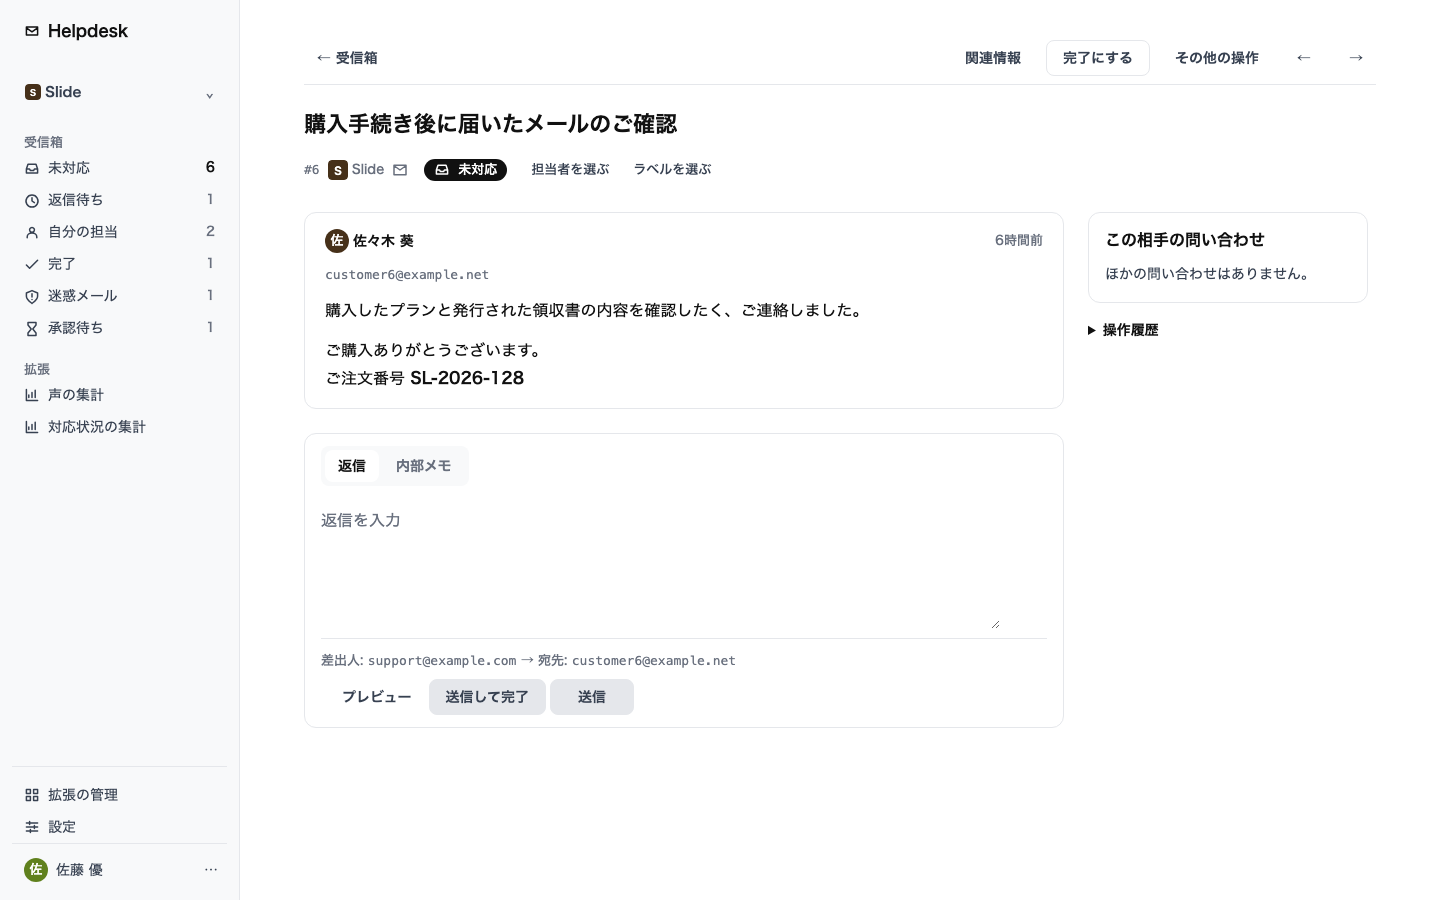 Helpdesk
S Slide
受信箱
未対応 6
返信待ち 1
自分の担当 2
完了 1
迷惑メール 1
承認待ち 1
拡張
声の集計
対応状況の集計
拡張の管理
設定
佐 佐藤 優 …
← 受信箱 関連情報 完了にする その他の操作 ← →
購入手続き後に届いたメールのご確認
#6 S Slide 未対応 担当者を選ぶ ラベルを選ぶ
佐 佐々木 葵 6時間前
customer6@example.net
購入したプランと発行された領収書の内容を確認したく、ご連絡しました。
ご購入ありがとうございます。
ご注文番号 SL-2026-128
返信 内部メモ
返信を入力
差出人: support@example.com → 宛先: customer6@example.net
プレビュー 送信して完了 送信
この相手の問い合わせ
ほかの問い合わせはありません。
▶ 操作履歴